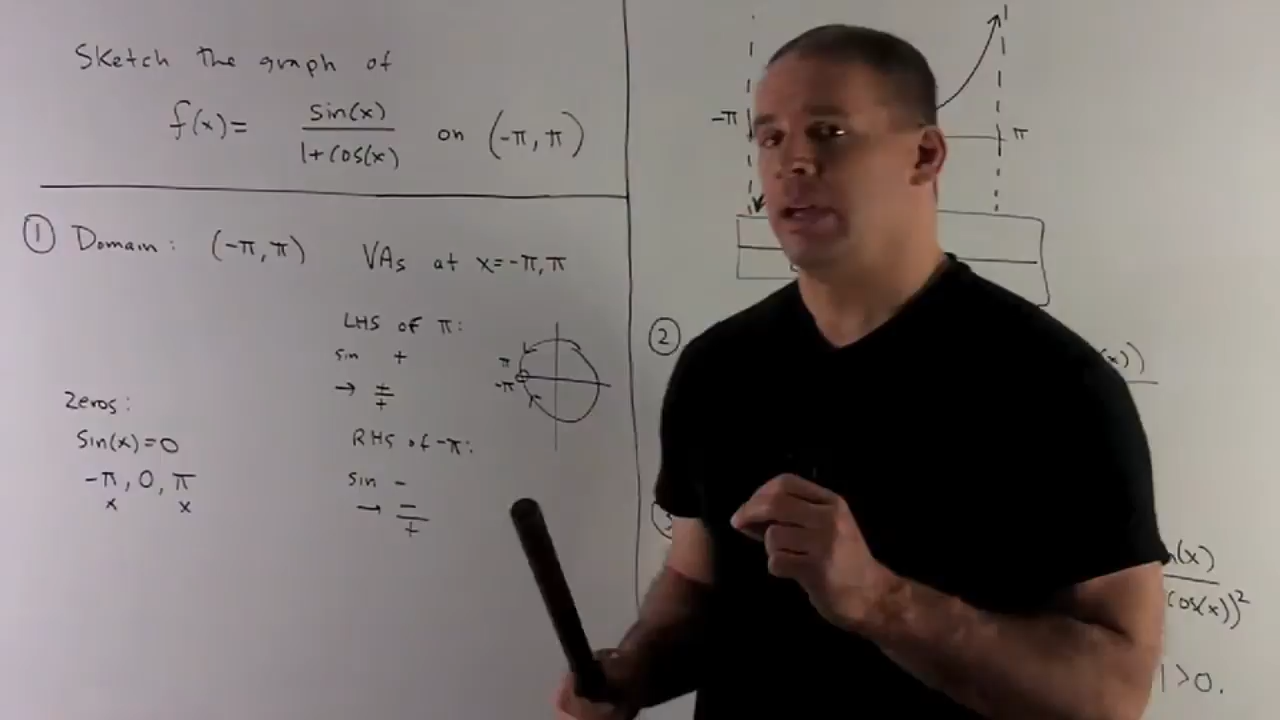 Sketch the graph of
f(x)= sin(x)
1+cos(x)
on (-π, π)
① Domain: (-π, π) VAs at x=-π, π
LHS of π:
sin +
→ +
+
π
-π
Zeros:
Sin(x)=0
-π, 0, π
x x
RHS of -π:
sin -
→ -
+
-π
π
②
(x))
(x)
cos(x))²
1>0.